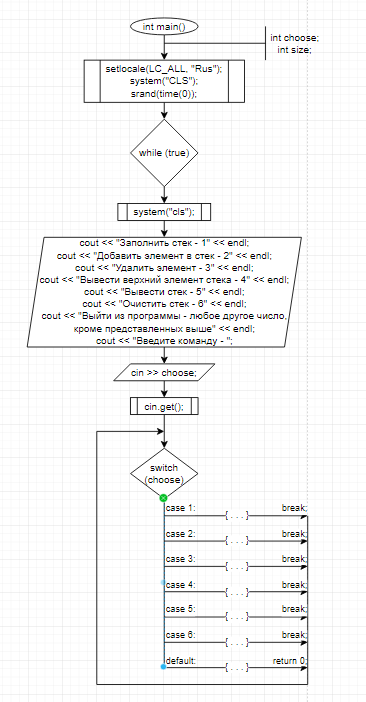 int main()
int choose;
int size;
setlocale(LC_ALL, "Rus");
system("CLS");
srand(time(0));
while (true)
system("cls");
cout << "Заполнить стек - 1" << endl;
cout << "Добавить элемент в стек - 2" << endl;
cout << "Удалить элемент - 3" << endl;
cout << "Вывести верхний элемент стека - 4" << endl;
cout << "Вывести стек - 5" << endl;
cout << "Очистить стек - 6" << endl;
cout << "Выйти из программы - любое другое число,
кроме представленных выше" << endl;
cout << "Введите команду - ";
cin >> choose;
cin.get();
switch
(choose)
case 1: {...} break;
case 2: {...} break;
case 3: {...} break;
case 4: {...} break;
case 5: {...} break;
case 6: {...} break;
default: {...} return 0;